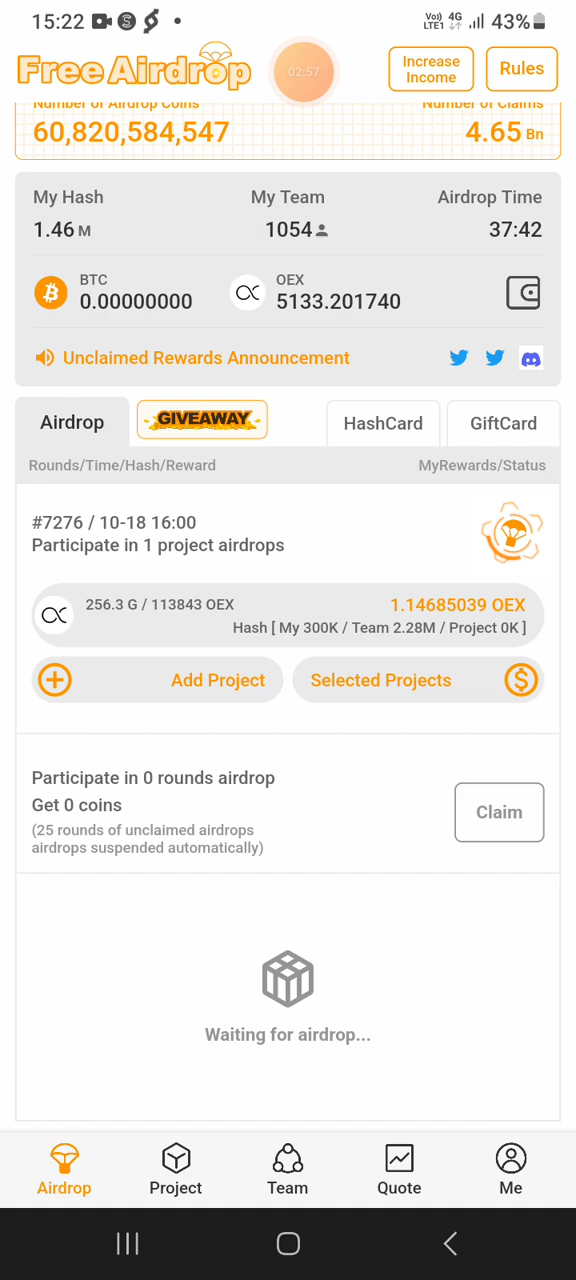 15:22 Vo) 4G LTE1 43%
Free Airdrop 02:57 Increase Income Rules
Number of Airdrop Coins Number of Claims
60,820,584,547 4.65 Bn
My Hash My Team Airdrop Time
1.46 M 1054 37:42
BTC OEX
0.00000000 5133.201740
Unclaimed Rewards Announcement
Airdrop GIVEAWAY HashCard GiftCard
Rounds/Time/Hash/Reward MyRewards/Status
#7276 / 10-18 16:00
Participate in 1 project airdrops
256.3 G / 113843 OEX 1.14685039 OEX
Hash [ My 300K / Team 2.28M / Project 0K ]
Add Project Selected Projects
Participate in 0 rounds airdrop
Get 0 coins
Claim
(25 rounds of unclaimed airdrops
airdrops suspended automatically)
Waiting for airdrop...
Airdrop Project Team Quote Me